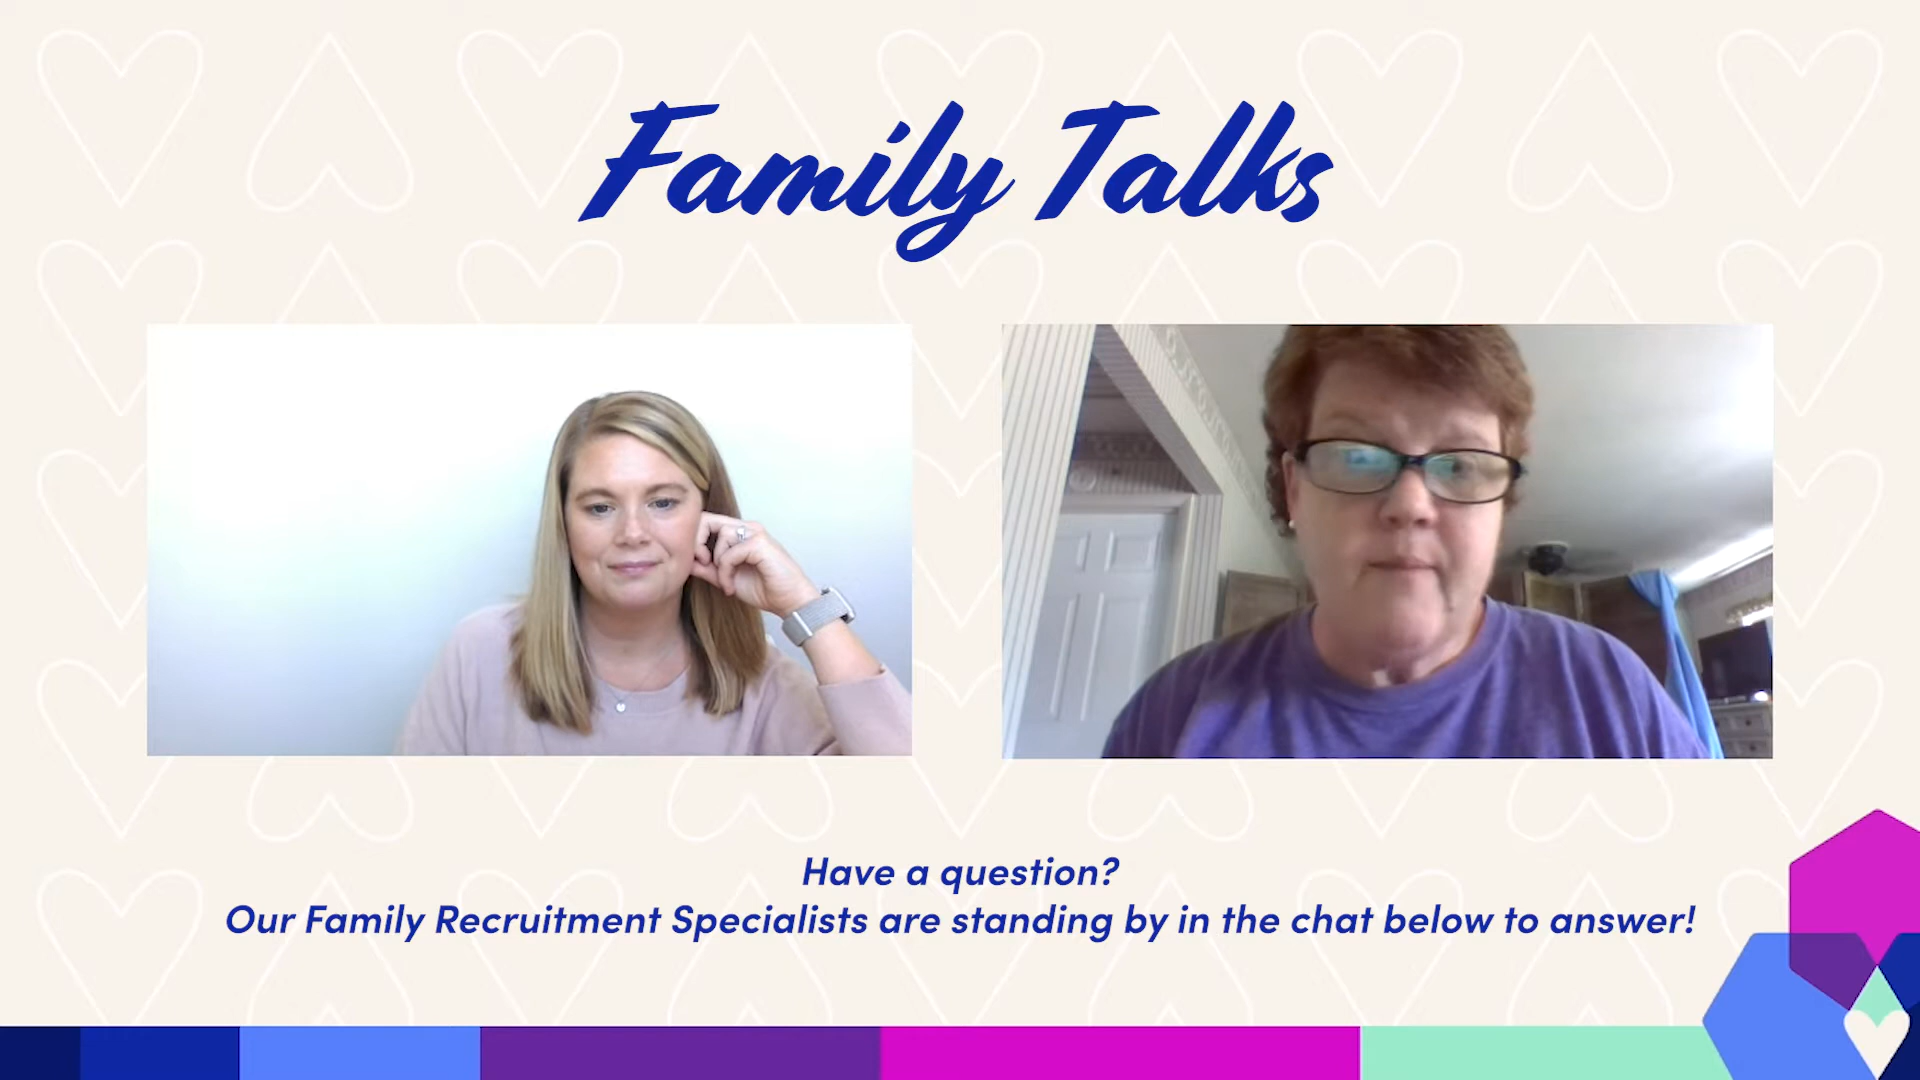 Family Talks
Have a question?
Our Family Recruitment Specialists are standing by in the chat below to answer!